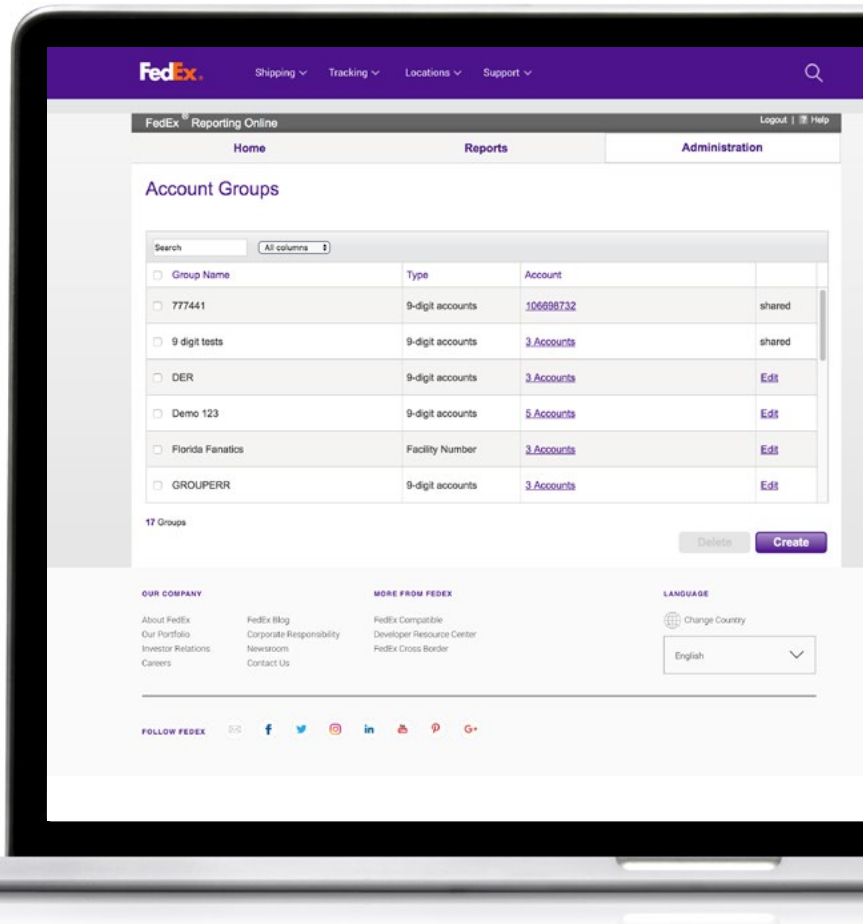 FedEx®
Shipping Tracking Locations Support
FedEx® Reporting Online Logout | ? Help
Home Reports Administration
Account Groups
Search All columns
Group Name Type Account
777441 9-digit accounts 106698732 shared
9 digit tests 9-digit accounts 3 Accounts shared
DER 9-digit accounts 3 Accounts Edit
Demo 123 9-digit accounts 5 Accounts Edit
Florida Fanatics Facility Number 3 Accounts Edit
GROUPERR 9-digit accounts 3 Accounts Edit
17 Groups
Delete Create
OUR COMPANY MORE FROM FEDEX LANGUAGE
About FedEx FedEx Blog FedEx Compatible Change Country
Our Portfolio Corporate Responsibility Developer Resource Center
Investor Relations Newsroom FedEx Cross Border English
Careers Contact Us
FOLLOW FEDEX f in G+